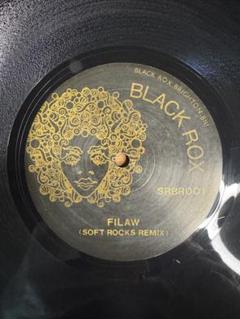 BLACK ROX BRIGHTON BN1
BLACK ROX
SRBR001
FILAW
(SOFT ROCKS REMIX)